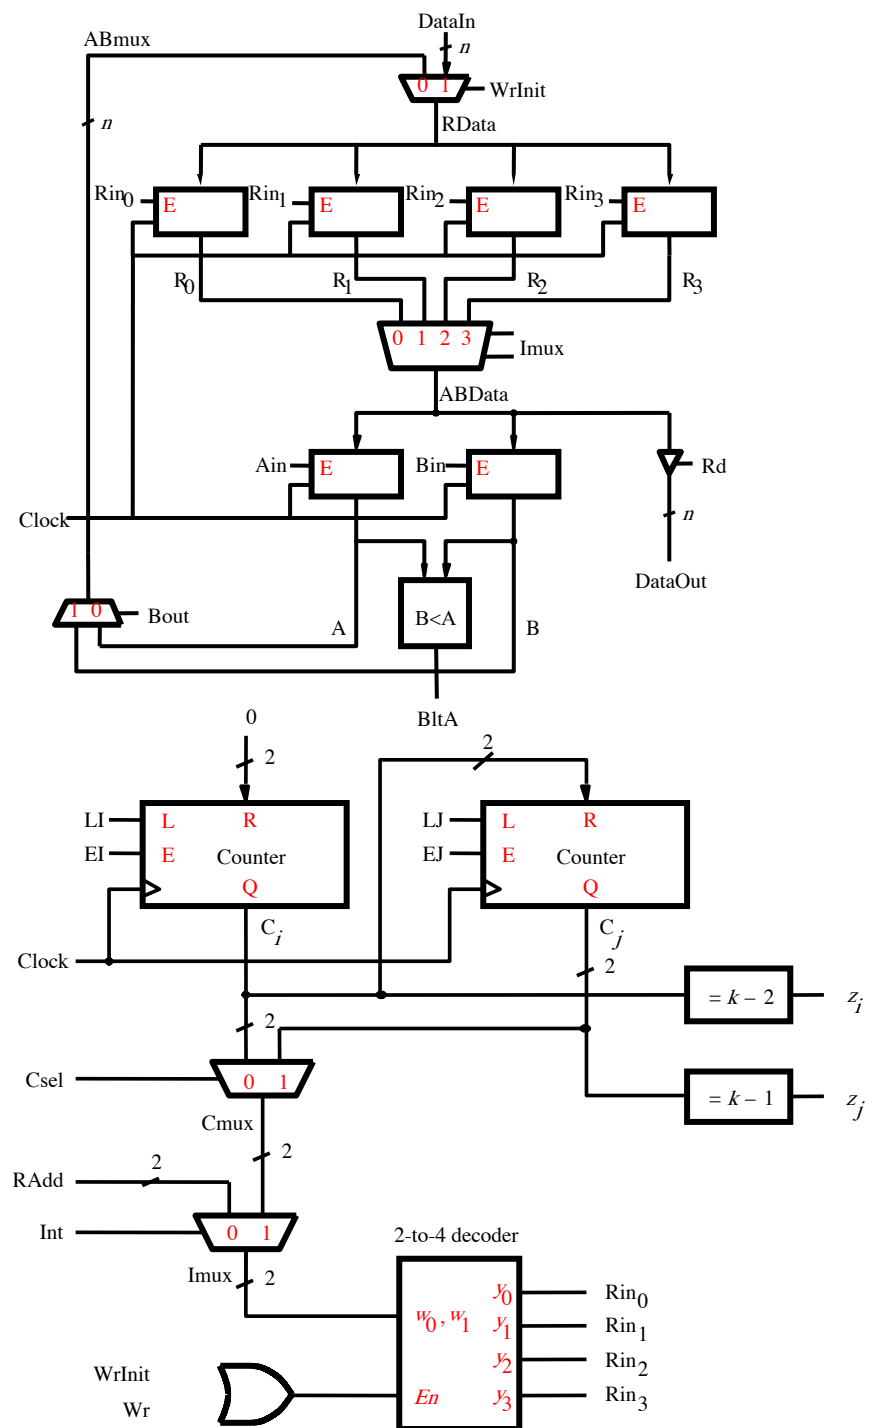 DataIn
ABmux
n
0 1
WrInit
n
RData
Rin0 E
Rin1 E
Rin2 E
Rin3 E
R0
R1
R2
R3
0 1 2 3
Imux
ABData
Ain E
Bin E
Rd
Clock
n
DataOut
1 0
Bout
A
B<A
B
BltA
0
2
2
LI L R
EI E Counter
Q
LJ L R
EJ E Counter
Q
Ci
Cj
Clock
2
= k – 2
zi
2
Csel
0 1
= k – 1
zj
Cmux
2
RAdd
2
Int
0 1
2-to-4 decoder
Imux
2
w0, w1
y0 Rin0
y1 Rin1
y2 Rin2
y3 Rin3
WrInit
Wr
En